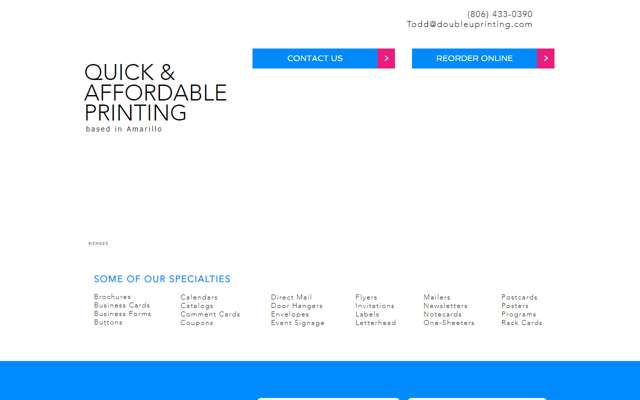 (806) 433-0390
Todd@doubleuprinting.com
CONTACT US >
REORDER ONLINE >
QUICK &
AFFORDABLE
PRINTING
based in Amarillo
SOME OF OUR SPECIALTIES
Brochures
Business Cards
Business Forms
Buttons
Calendars
Catalogs
Comment Cards
Coupons
Direct Mail
Door Hangers
Envelopes
Event Signage
Flyers
Invitations
Labels
Letterhead
Mailers
Newsletters
Notecards
One-Sheeters
Postcards
Posters
Programs
Rack Cards